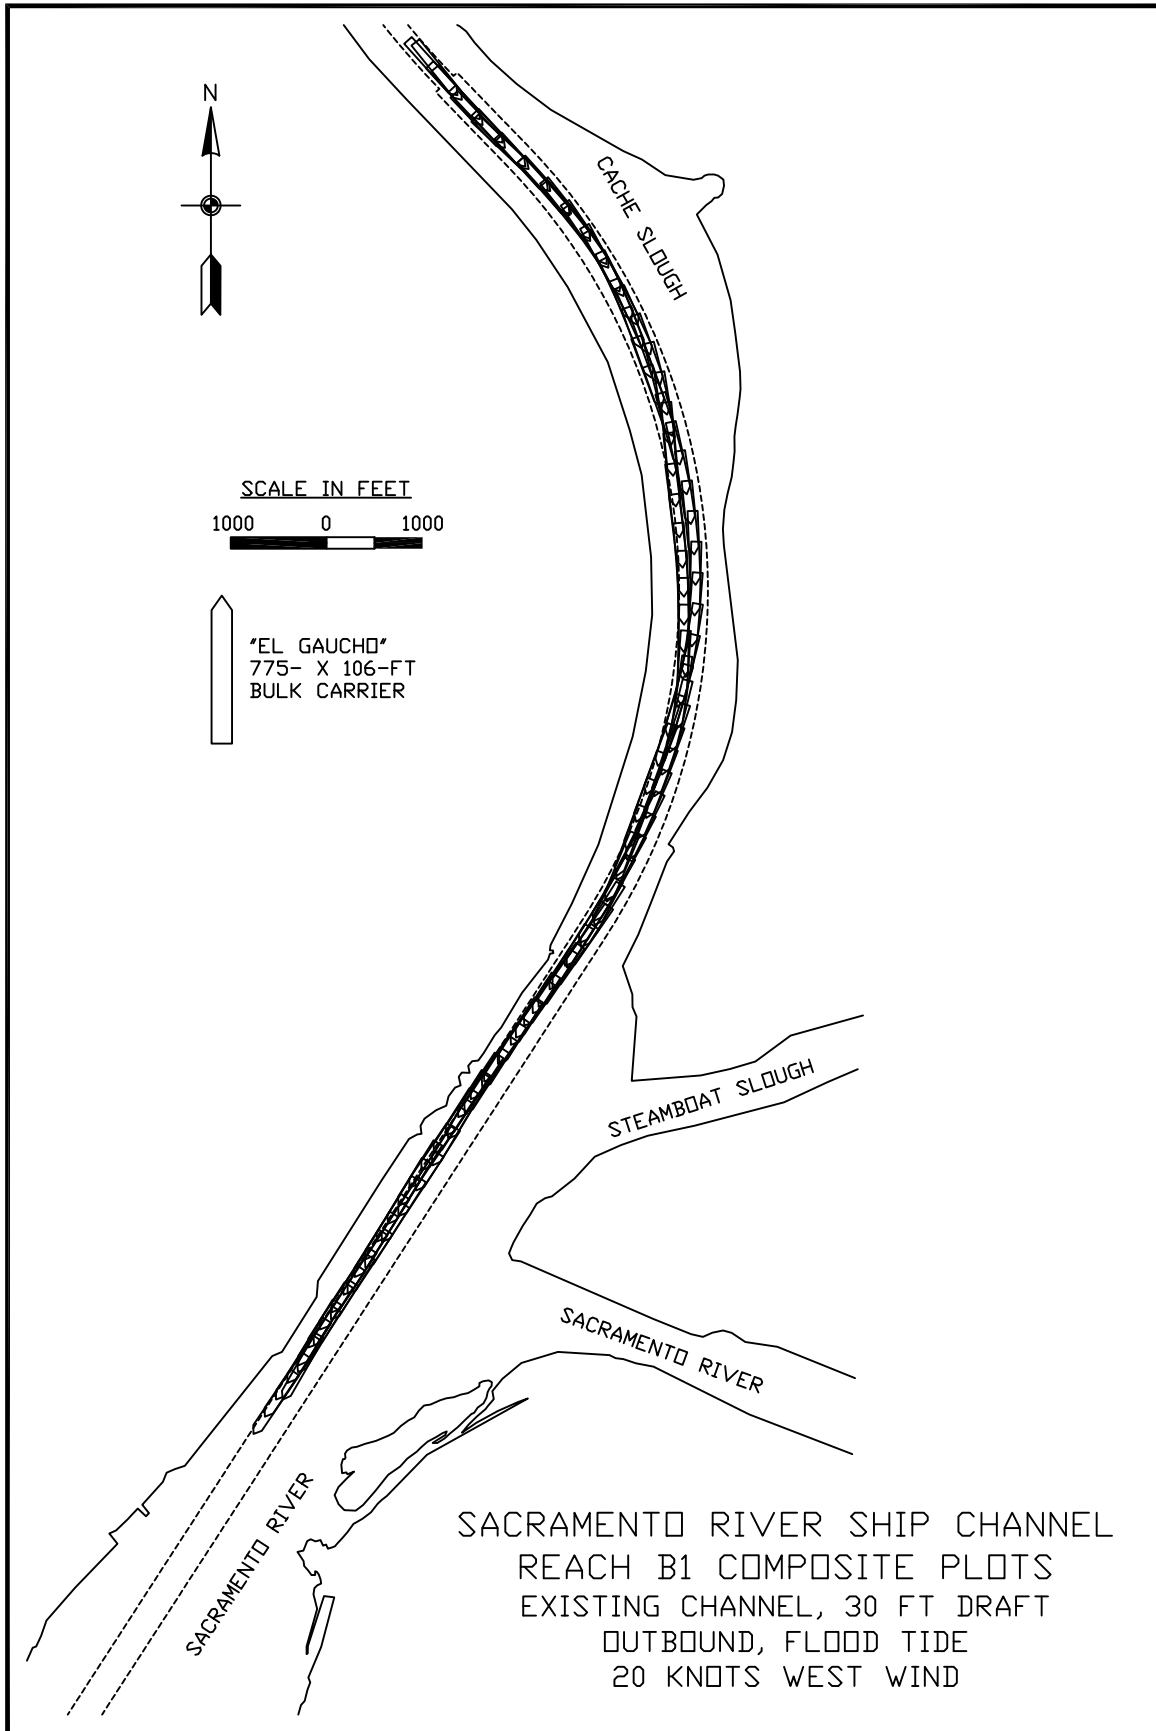 N
CACHE SLOUGH
SCALE IN FEET
1000 0 1000
"EL GAUCHO"
775- X 106-FT
BULK CARRIER
STEAMBOAT SLOUGH
SACRAMENTO RIVER
SACRAMENTO RIVER
SACRAMENTO RIVER SHIP CHANNEL
REACH B1 COMPOSITE PLOTS
EXISTING CHANNEL, 30 FT DRAFT
OUTBOUND, FLOOD TIDE
20 KNOTS WEST WIND